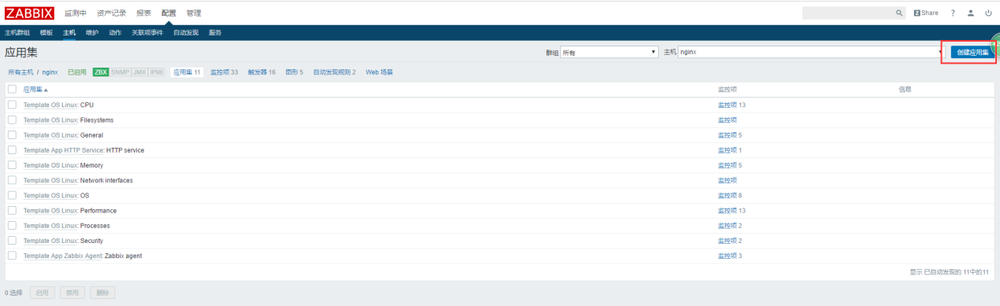 ZABBIX 监测中 资产记录 报表 配置 管理 Share ?
主机群组 模板 主机 维护 动作 关联项事件 自动发现 服务
应用集 群组 所有 主机 nginx 创建应用集
所有主机 / nginx 已启用 ZBX SNMP JMX IPMI 应用集 11 监控项 33 触发器 16 图形 5 自动发现规则 2 Web 场景
应用集 监控项 信息
Template OS Linux: CPU 监控项 13
Template OS Linux: Filesystems 监控项
Template OS Linux: General 监控项 5
Template App HTTP Service: HTTP service 监控项 1
Template OS Linux: Memory 监控项 5
Template OS Linux: Network interfaces 监控项
Template OS Linux: OS 监控项 8
Template OS Linux: Performance 监控项 13
Template OS Linux: Processes 监控项 2
Template OS Linux: Security 监控项 2
Template App Zabbix Agent: Zabbix agent 监控项 3
显示 已自动发现的 11中的11
0 选择 启用 禁用 删除